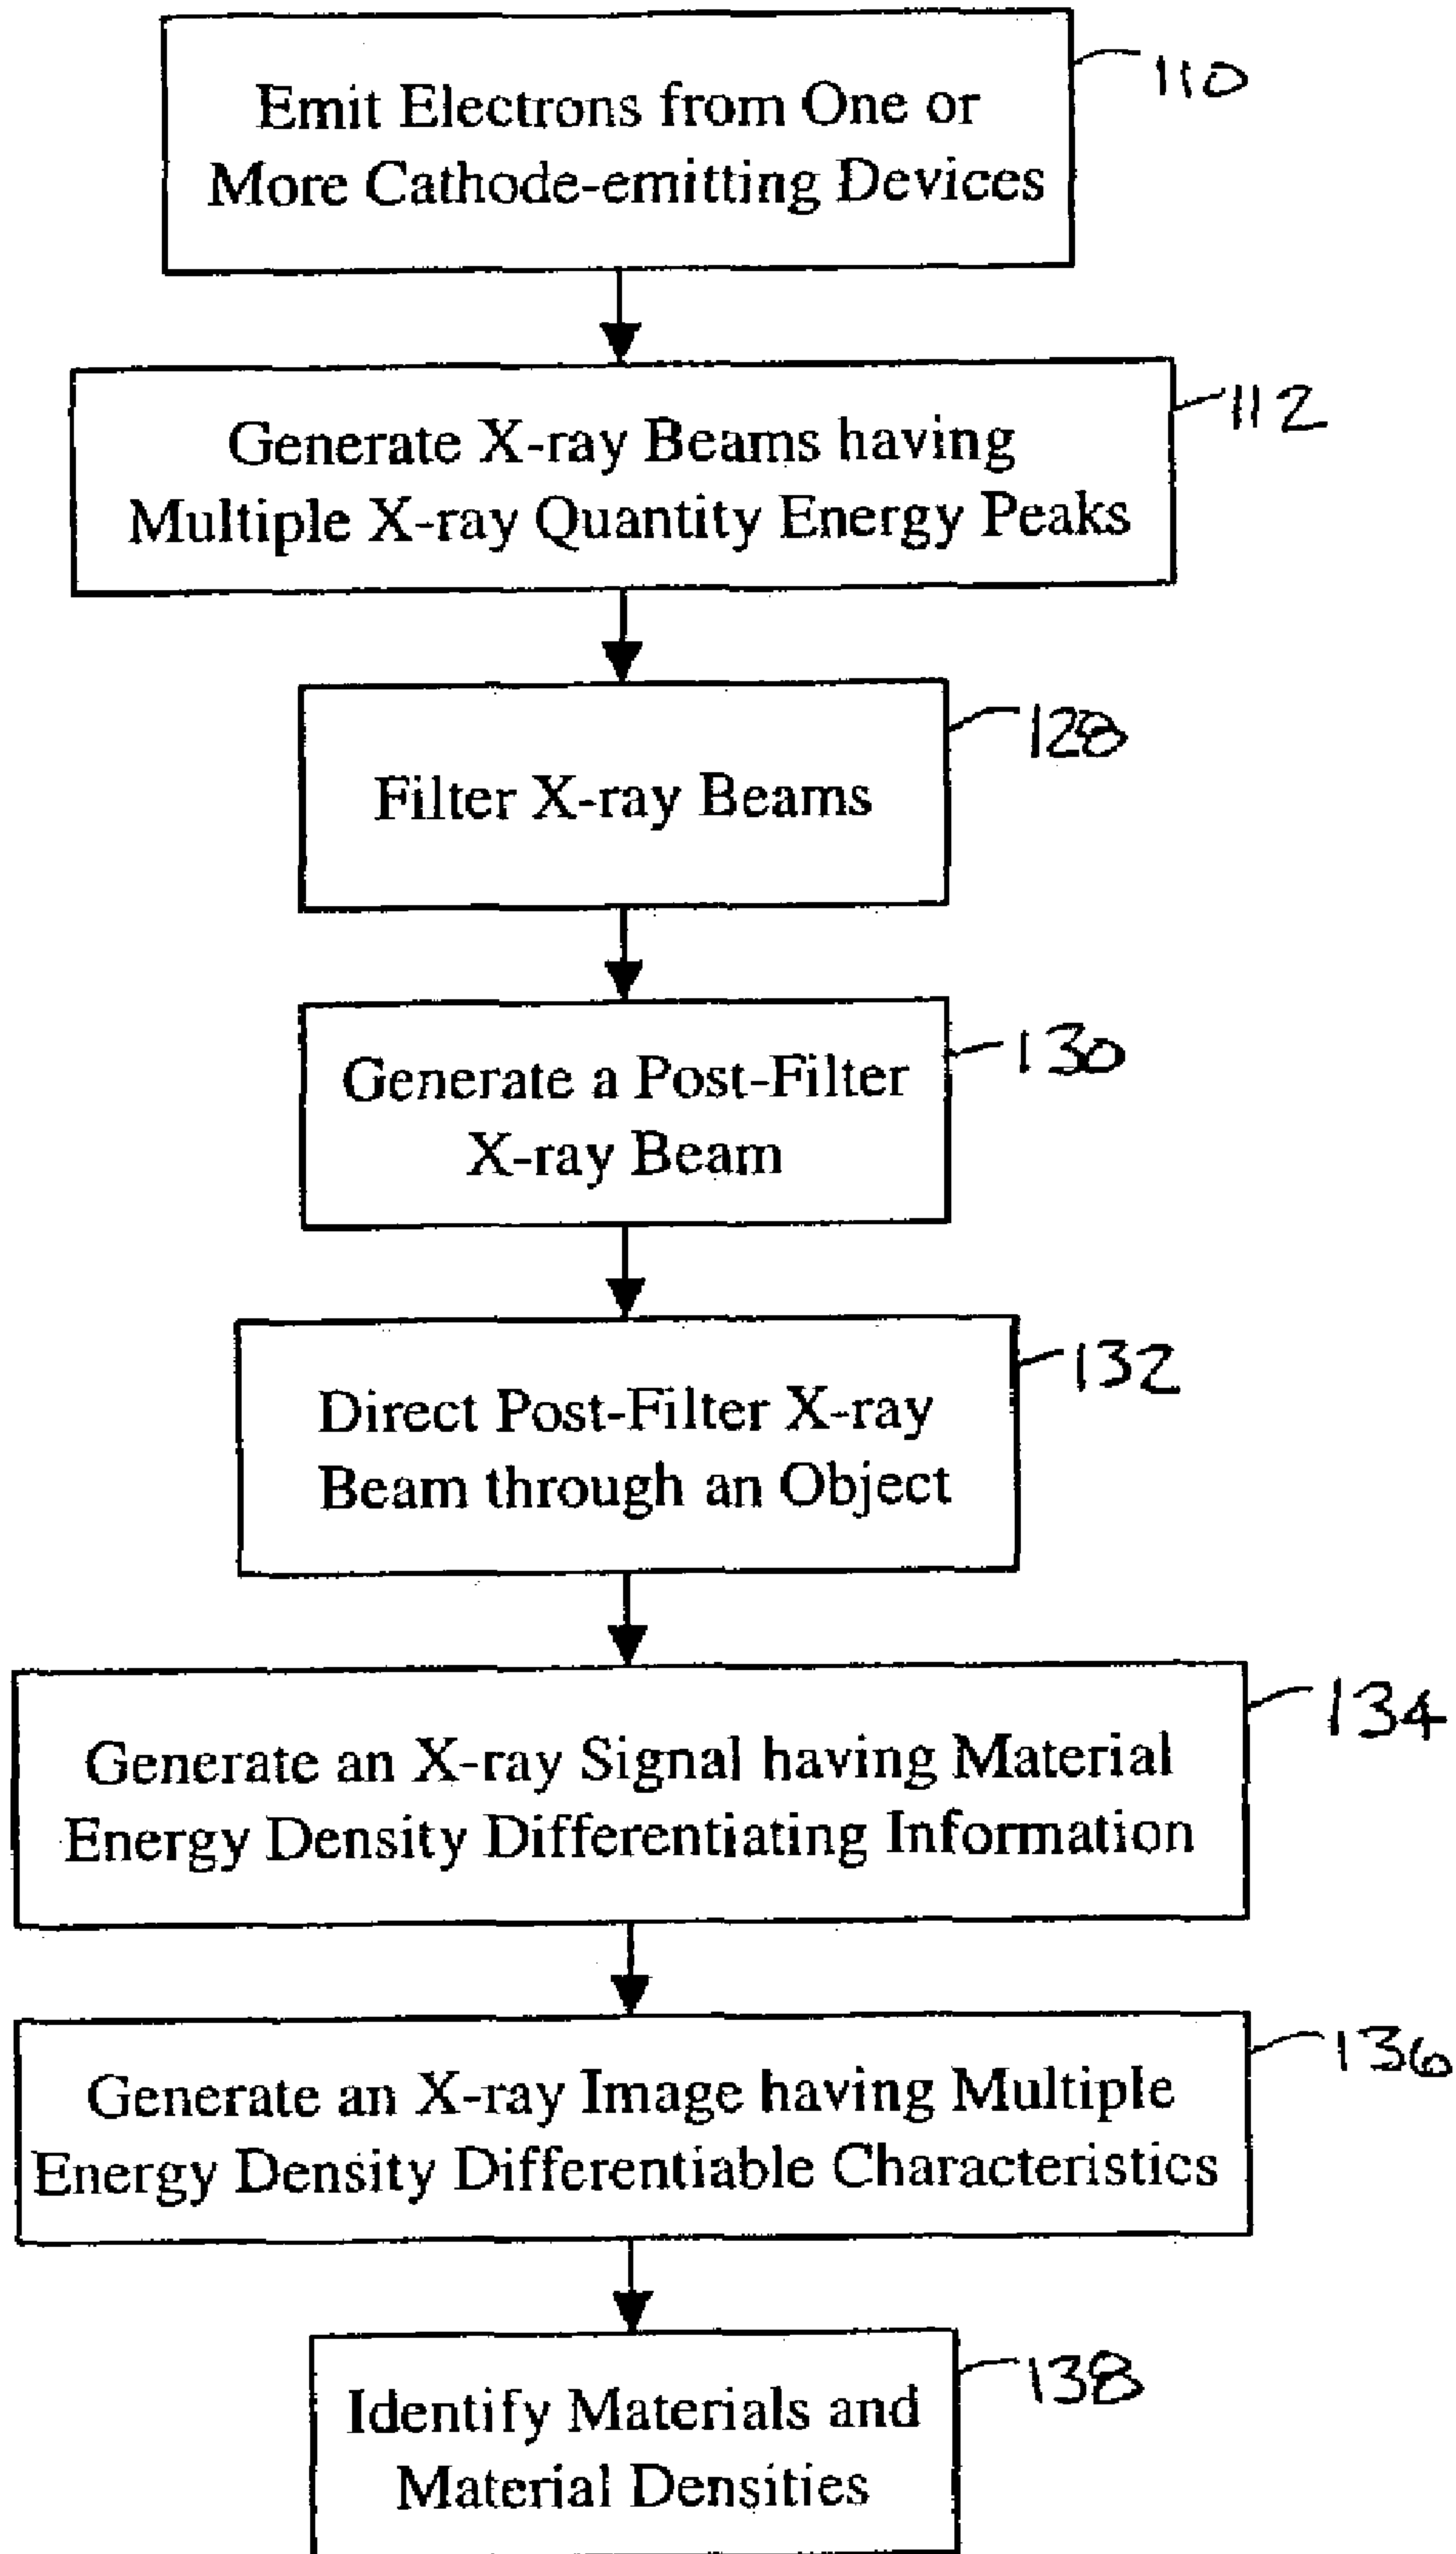 Emit Electrons from One or
More Cathode-emitting Devices
110
Generate X-ray Beams having
Multiple X-ray Quantity Energy Peaks
112
Filter X-ray Beams
128
Generate a Post-Filter
X-ray Beam
130
Direct Post-Filter X-ray
Beam through an Object
132
Generate an X-ray Signal having Material
Energy Density Differentiating Information
134
Generate an X-ray Image having Multiple
Energy Density Differentiable Characteristics
136
Identify Materials and
Material Densities
138